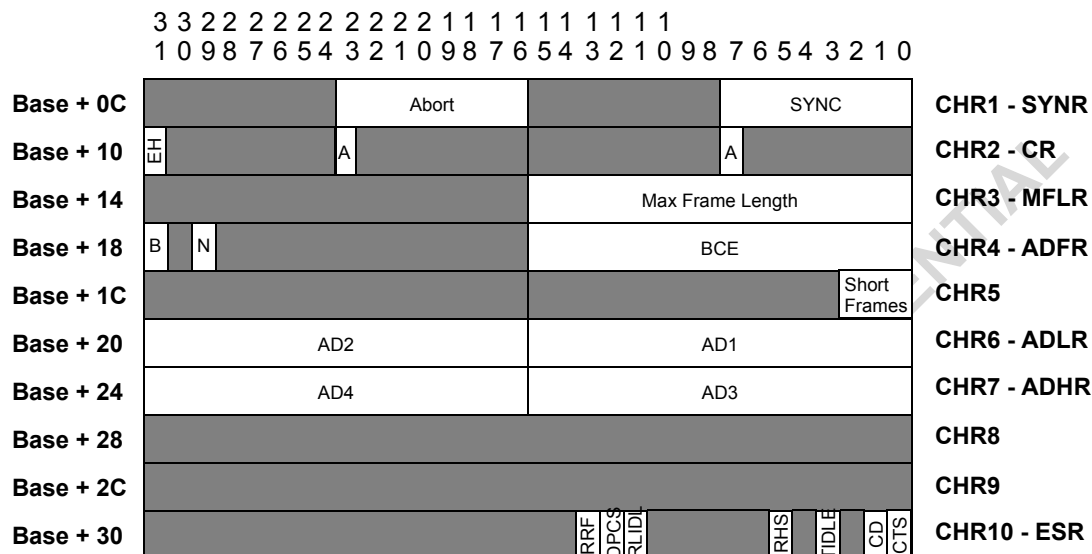 3 3 2 2 2 2 2 2 2 2 2 2 1 1 1 1 1 1 1 1 1 1
1 0 9 8 7 6 5 4 3 2 1 0 9 8 7 6 5 4 3 2 1 0 9 8 7 6 5 4 3 2 1 0
Base + 0C Abort SYNC CHR1 - SYNR
Base + 10 EH A A CHR2 - CR
Base + 14 Max Frame Length CHR3 - MFLR
Base + 18 B N BCE CHR4 - ADFR
Base + 1C Short CHR5
Frames
Base + 20 AD2 AD1 CHR6 - ADLR
Base + 24 AD4 AD3 CHR7 - ADHR
Base + 28 CHR8
Base + 2C CHR9
Base + 30 RRF DPCS RLIDL RHS TIDLE CD CTS CHR10 - ESR